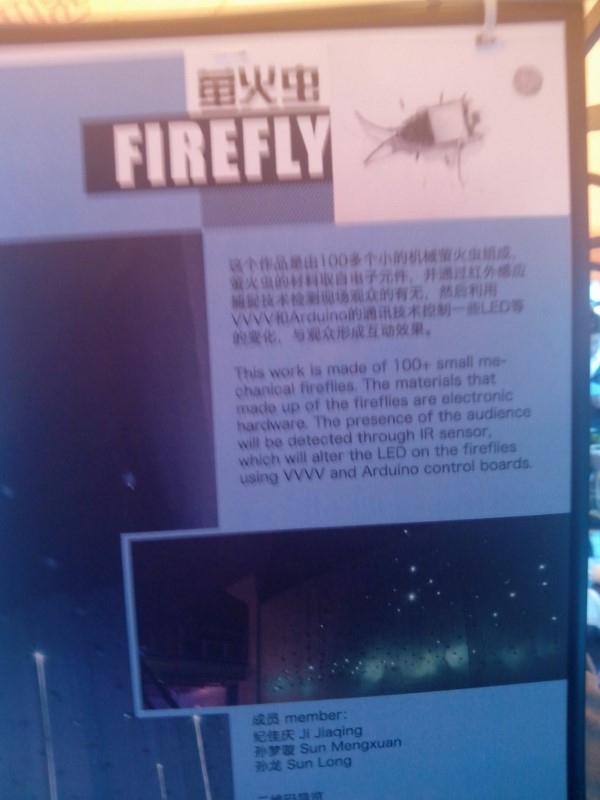 萤火虫
FIREFLY
这个作品是由100多个小的机械萤火虫组成。
萤火虫的材料取自电子元件，并通过红外感应
捕捉技术检测现场观众的有无，然后利用
VVVV和Arduino的通讯技术控制一些LED等
的变化，与观众形成互动效果。
This work is made of 100+ small me-
chanical fireflies. The materials that
made up of the fireflies are electronic
hardware. The presence of the audience
will be detected through IR sensor,
which will alter the LED on the fireflies
using VVVV and Arduino control boards.
成员 member:
纪佳庆 Ji Jiaqing
孙梦璇 Sun Mengxuan
孙龙 Sun Long